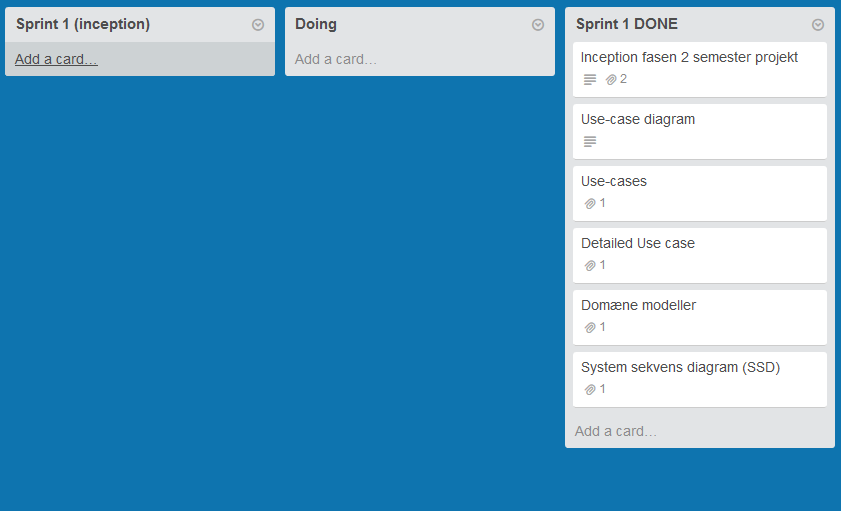 Sprint 1 (inception)
Add a card…
Doing
Add a card…
Sprint 1 DONE
Inception fasen 2 semester projekt
2
Use-case diagram
Use-cases
1
Detailed Use case
1
Domæne modeller
1
System sekvens diagram (SSD)
1
Add a card…